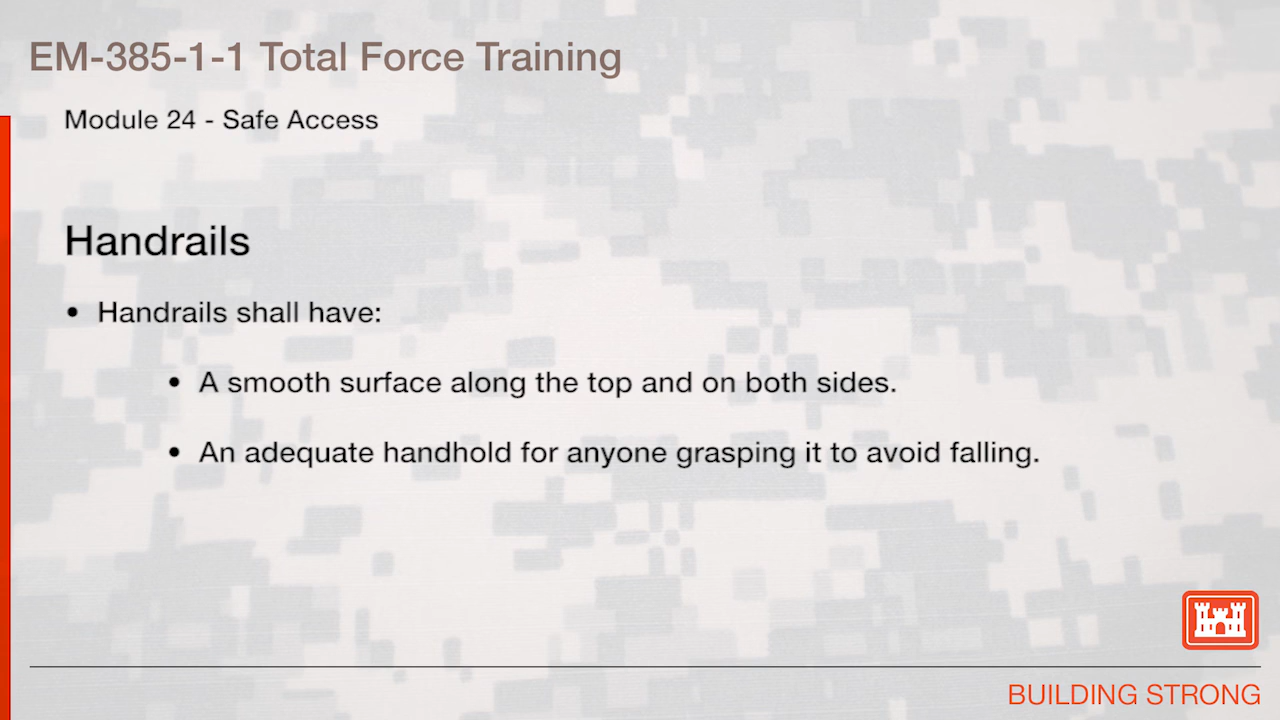 EM-385-1-1 Total Force Training
Module 24 - Safe Access
Handrails
• Handrails shall have:
• A smooth surface along the top and on both sides.
• An adequate handhold for anyone grasping it to avoid falling.
BUILDING STRONG